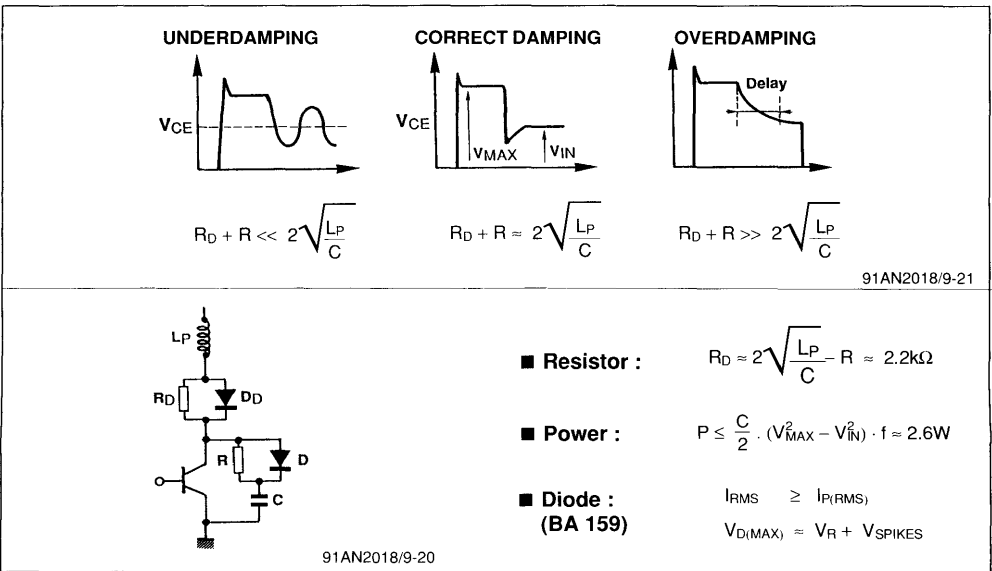 UNDERDAMPING
CORRECT DAMPING
OVERDAMPING
VCE
VCE
VMAX
VIN
Delay
RD + R << 2√(LP/C)
RD + R ≈ 2√(LP/C)
RD + R >> 2√(LP/C)
91AN2018/9-21
LP
RD
DD
R
D
C
91AN2018/9-20
■ Resistor : RD ≈ 2√(LP/C) – R ≈ 2.2kΩ
■ Power : P ≤ C/2 . (V²MAX – V²IN) · f ≈ 2.6W
■ Diode : IRMS ≥ IP(RMS)
(BA 159) VD(MAX) ≈ VR + VSPIKES